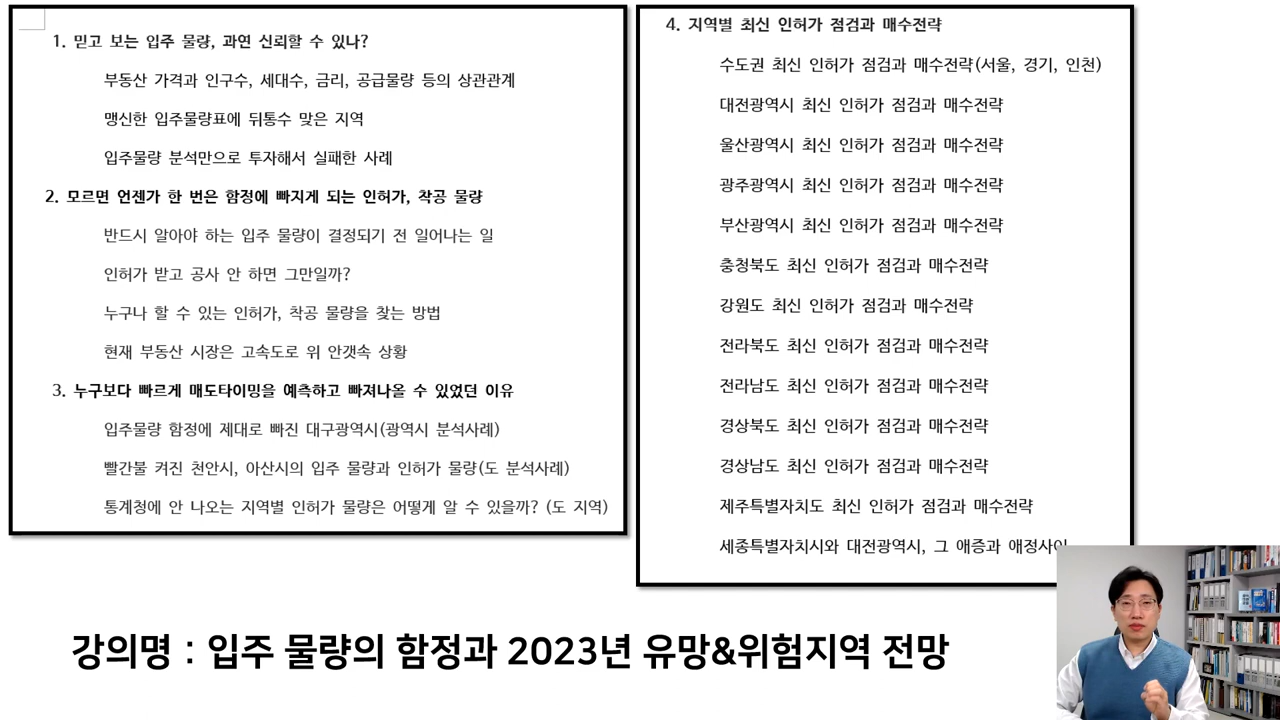 1. 믿고 보는 입주 물량, 과연 신뢰할 수 있나?
부동산 가격과 인구수, 세대수, 금리, 공급물량 등의 상관관계
맹신한 입주물량표에 뒤통수 맞은 지역
입주물량 분석만으로 투자해서 실패한 사례
2. 모르면 언젠가 한 번은 함정에 빠지게 되는 인허가, 착공 물량
반드시 알아야 하는 입주 물량이 결정되기 전 일어나는 일
인허가 받고 공사 안 하면 그만일까?
누구나 할 수 있는 인허가, 착공 물량을 찾는 방법
현재 부동산 시장은 고속도로 위 안갯속 상황
3. 누구보다 빠르게 매도타이밍을 예측하고 빠져나올 수 있었던 이유
입주물량 함정에 제대로 빠진 대구광역시(광역시 분석사례)
빨간불 켜진 천안시, 아산시의 입주 물량과 인허가 물량(도 분석사례)
통계청에 안 나오는 지역별 인허가 물량은 어떻게 알 수 있을까? (도 지역)
4. 지역별 최신 인허가 점검과 매수전략
수도권 최신 인허가 점검과 매수전략(서울, 경기, 인천)
대전광역시 최신 인허가 점검과 매수전략
울산광역시 최신 인허가 점검과 매수전략
광주광역시 최신 인허가 점검과 매수전략
부산광역시 최신 인허가 점검과 매수전략
충청북도 최신 인허가 점검과 매수전략
강원도 최신 인허가 점검과 매수전략
전라북도 최신 인허가 점검과 매수전략
전라남도 최신 인허가 점검과 매수전략
경상북도 최신 인허가 점검과 매수전략
경상남도 최신 인허가 점검과 매수전략
제주특별자치도 최신 인허가 점검과 매수전략
세종특별자치시와 대전광역시, 그 애증과 애정사이
강의명 : 입주 물량의 함정과 2023년 유망&위험지역 전망